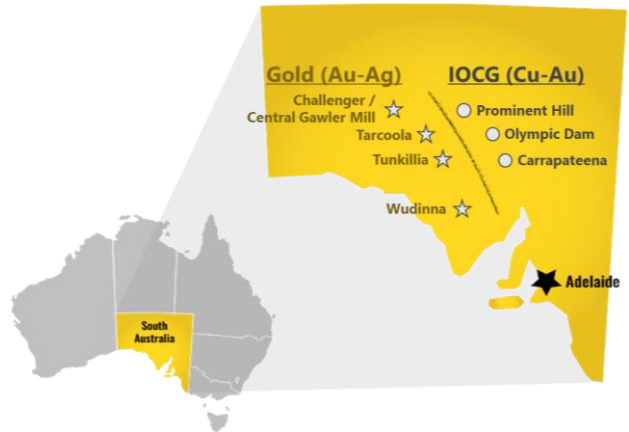 Gold (Au-Ag)
IOCG (Cu-Au)
Challenger /
Central Gawler Mill
Prominent Hill
Tarcoola
Olympic Dam
Tunkillia
Carrapateena
Wudinna
Adelaide
South
Australia